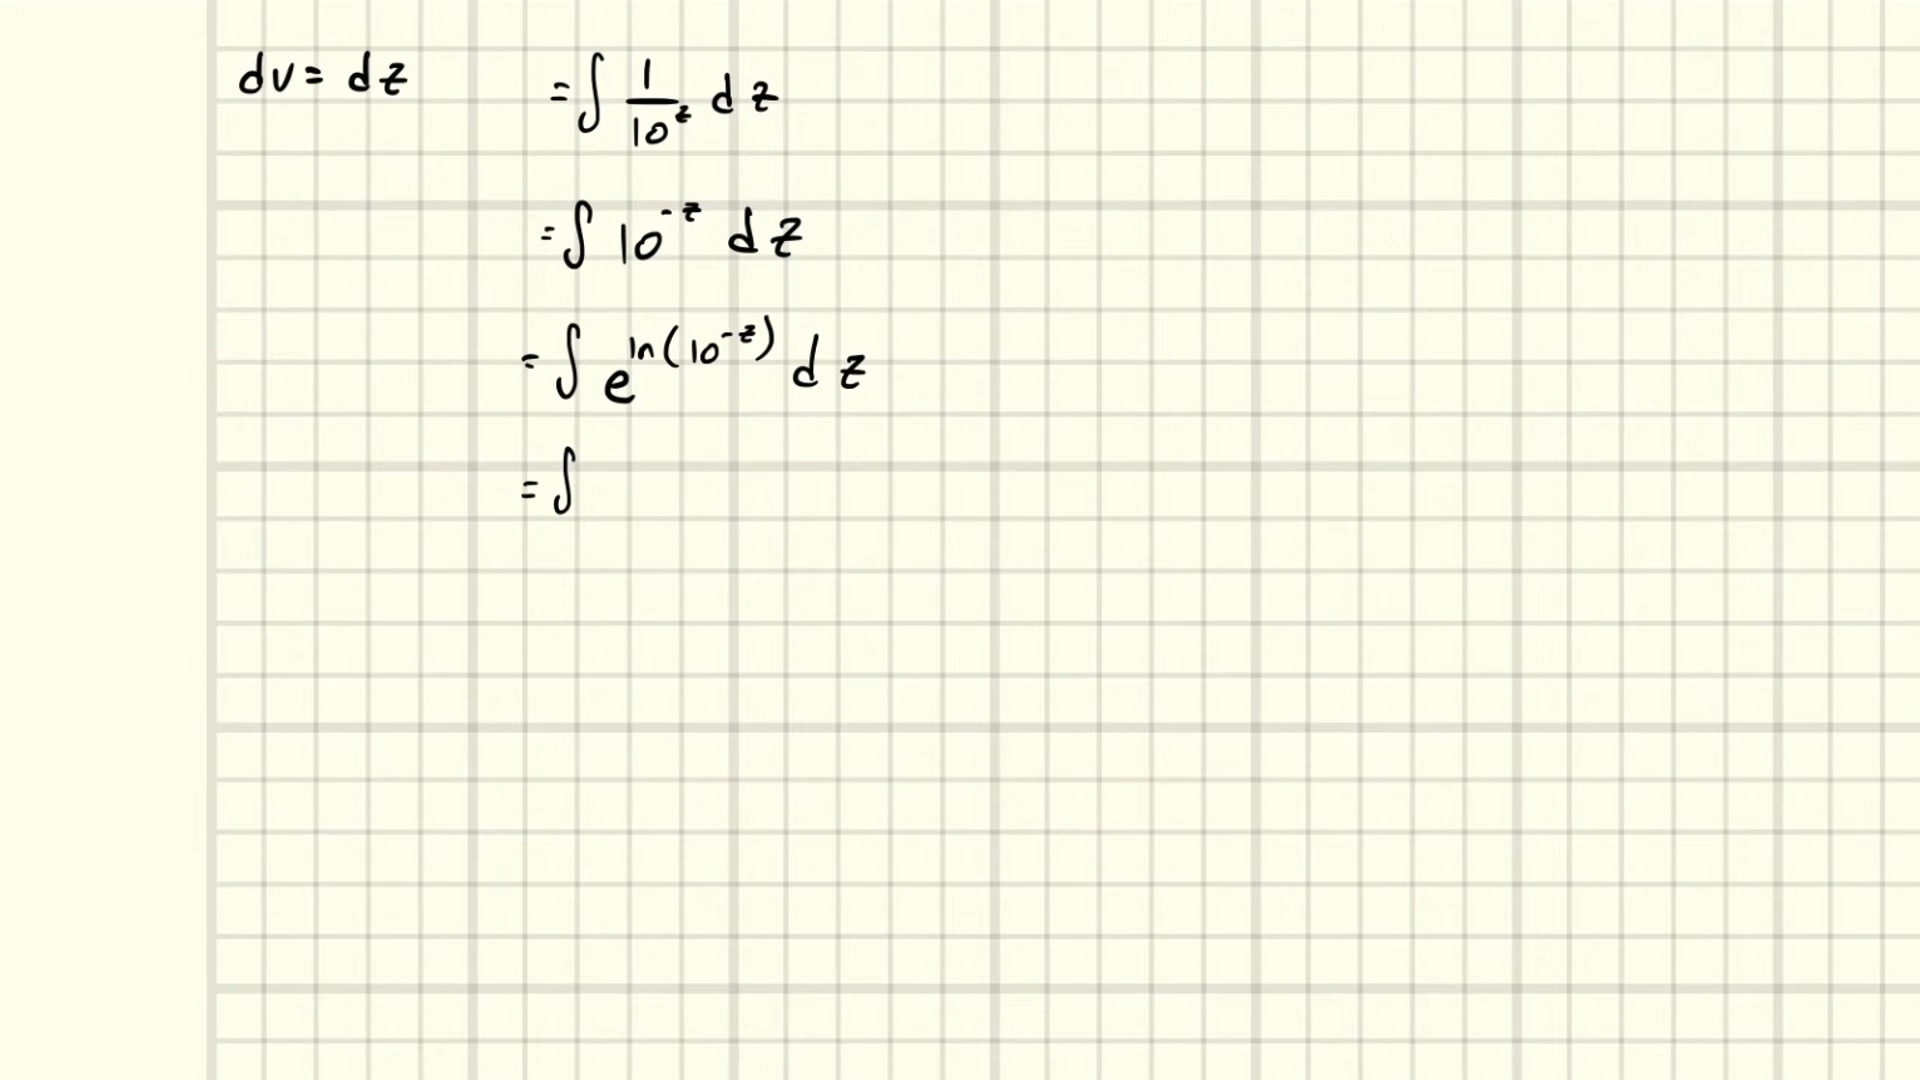 dv = dz
= ∫ 1/10^z dz
= ∫ 10^-z dz
= ∫ e^ln(10^-z) dz
= ∫